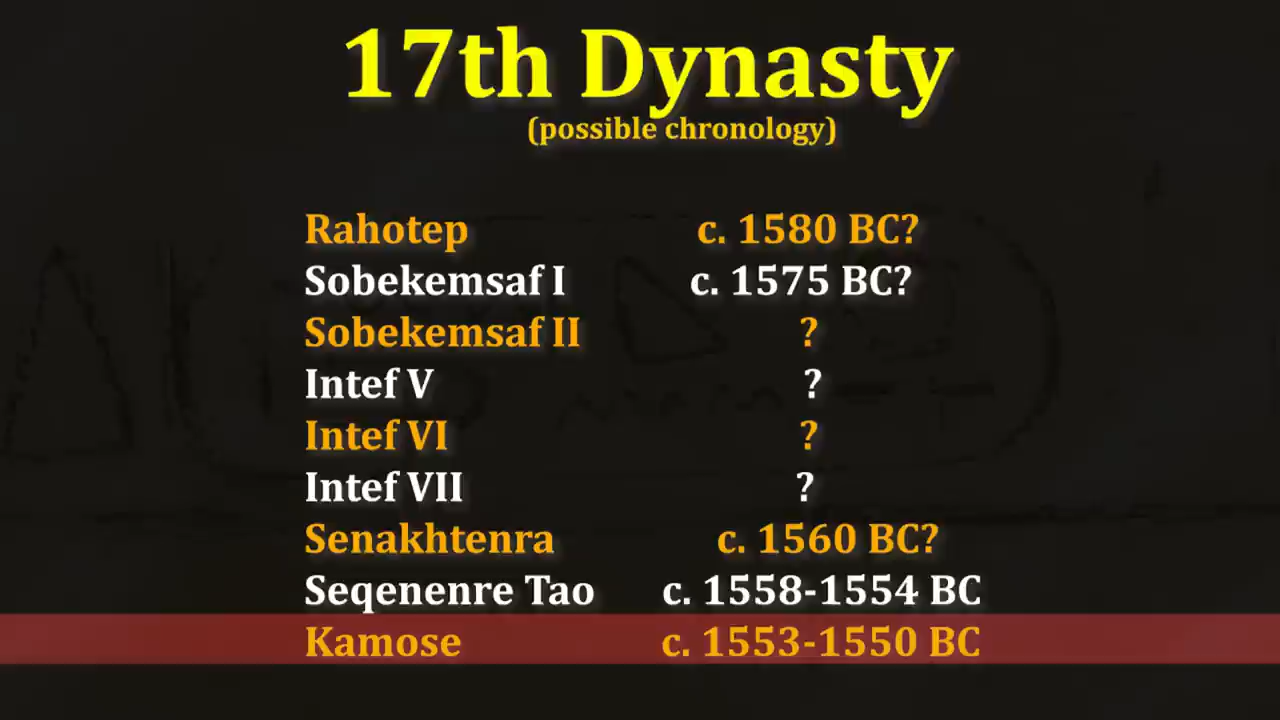 17th Dynasty
(possible chronology)
Rahotep c. 1580 BC?
Sobekemsaf I c. 1575 BC?
Sobekemsaf II ?
Intef V ?
Intef VI ?
Intef VII ?
Senakhtenra c. 1560 BC?
Seqenenre Tao c. 1558-1554 BC
Kamose c. 1553-1550 BC